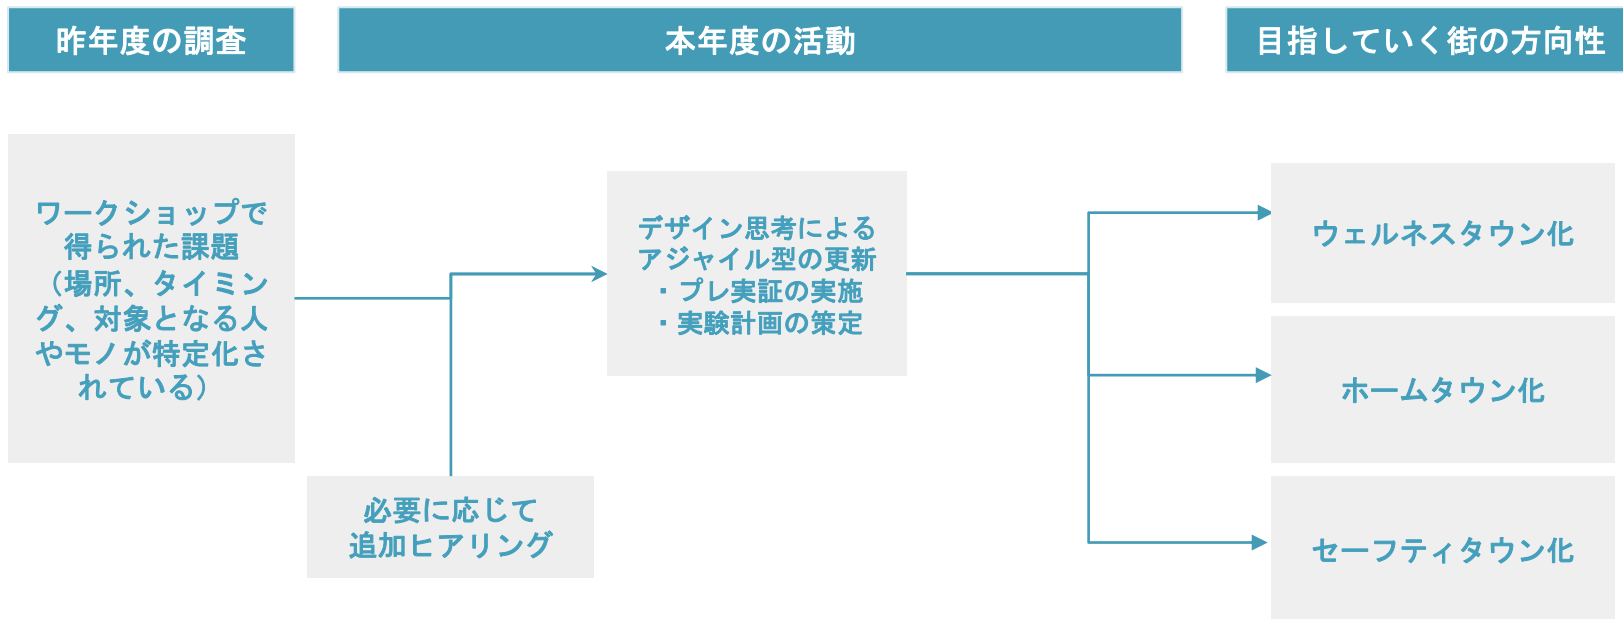 昨年度の調査
本年度の活動
目指していく街の方向性
ワークショップで
得られた課題
（場所、タイミン
グ、対象となる人
やモノが特定化さ
れている）
必要に応じて
追加ヒアリング
デザイン思考による
アジャイル型の更新
・プレ実証の実施
・実験計画の策定
ウェルネスタウン化
ホームタウン化
セーフティタウン化